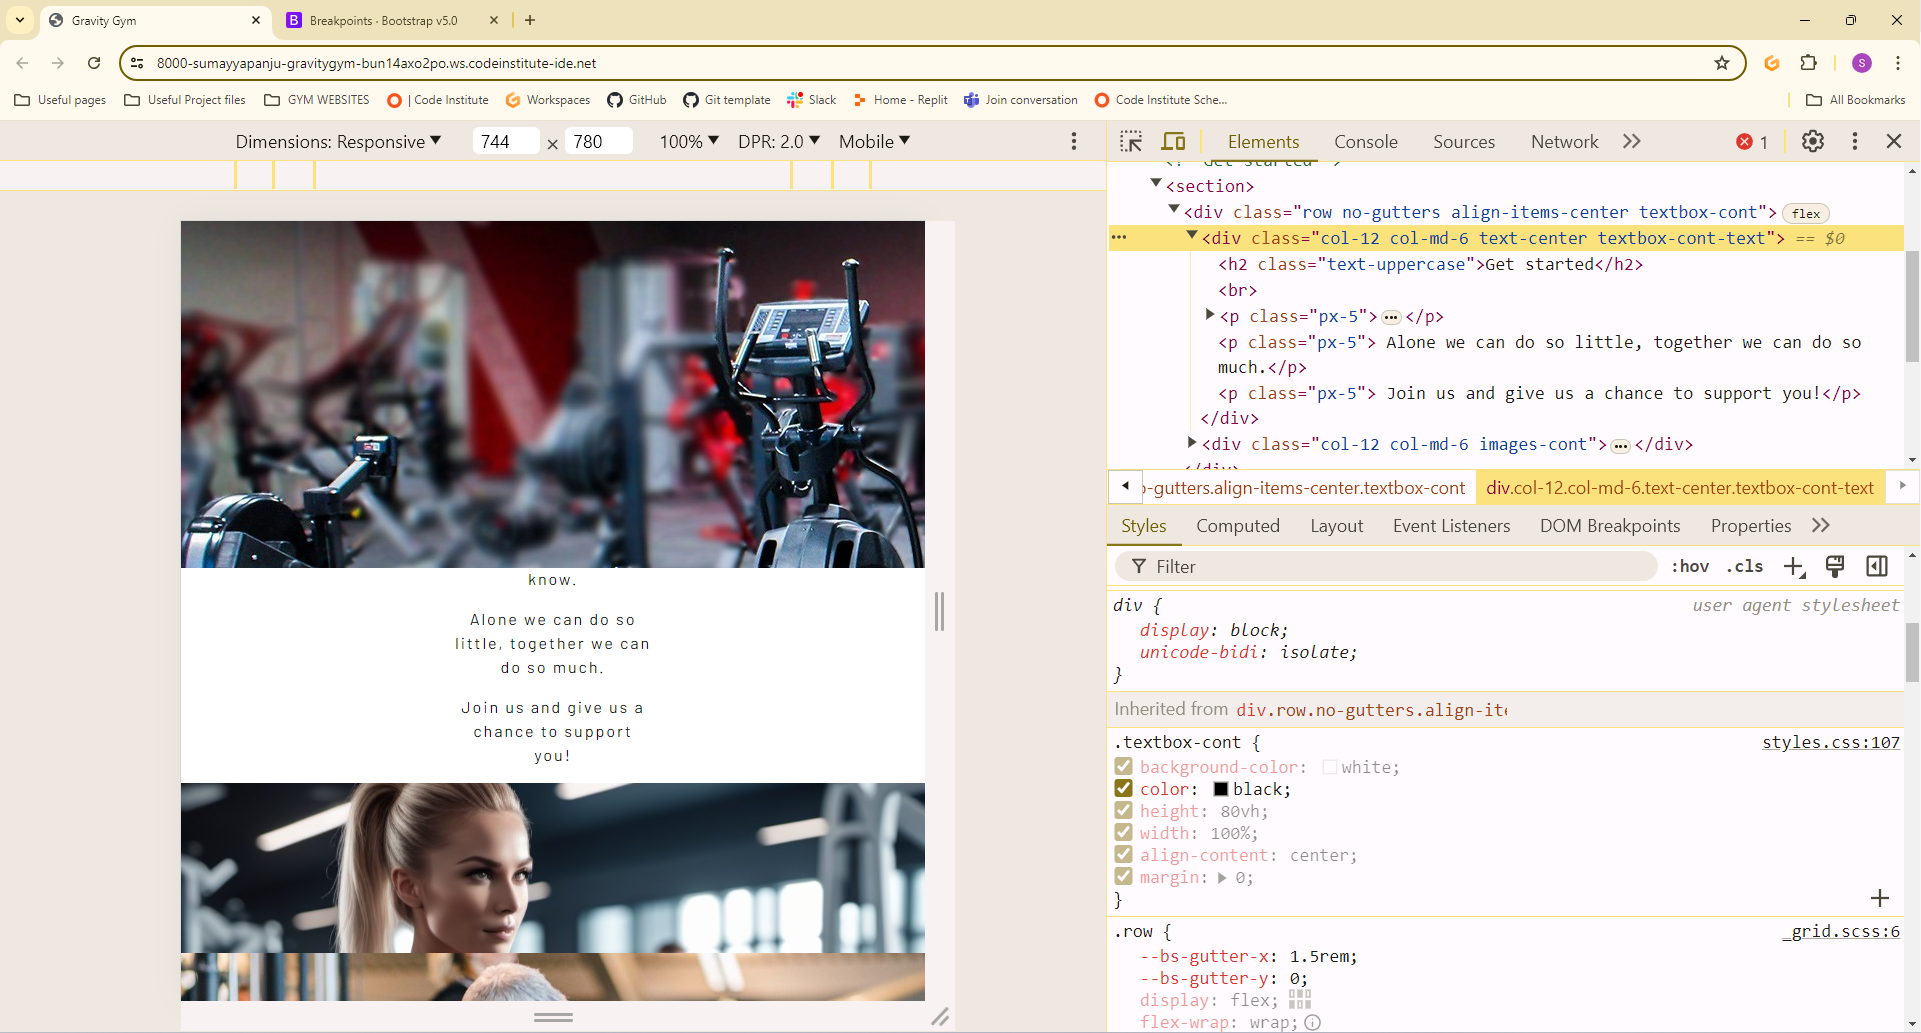 Gravity Gym
Breakpoints · Bootstrap v5.0
8000-sumayyapanju-gravitygym-bun14axo2po.ws.codeinstitute-ide.net
S
Useful pages
Useful Project files
GYM WEBSITES
| Code Institute
Workspaces
GitHub
Git template
Slack
Home - Replit
Join conversation
Code Institute Sche...
All Bookmarks
Dimensions: Responsive
744 × 780
100%
DPR: 2.0
Mobile
know.
Alone we can do so
little, together we can
do so much.
Join us and give us a
chance to support
you!
Elements
Console
Sources
Network
1
<section>
<div class="row no-gutters align-items-center textbox-cont"> flex
<div class="col-12 col-md-6 text-center textbox-cont-text"> == $0
<h2 class="text-uppercase">Get started</h2>
<br>
<p class="px-5">…</p>
<p class="px-5"> Alone we can do so little, together we can do so
much.</p>
<p class="px-5"> Join us and give us a chance to support you!</p>
</div>
<div class="col-12 col-md-6 images-cont">…</div>
o-gutters.align-items-center.textbox-cont
div.col-12.col-md-6.text-center.textbox-cont-text
Styles
Computed
Layout
Event Listeners
DOM Breakpoints
Properties
Filter
:hov
.cls
div {
user agent stylesheet
display: block;
unicode-bidi: isolate;
}
Inherited from div.row.no-gutters.align-ite
.textbox-cont {
styles.css:107
background-color: white;
color: black;
height: 80vh;
width: 100%;
align-content: center;
margin: 0;
}
.row {
_grid.scss:6
--bs-gutter-x: 1.5rem;
--bs-gutter-y: 0;
display: flex;
flex-wrap: wrap;